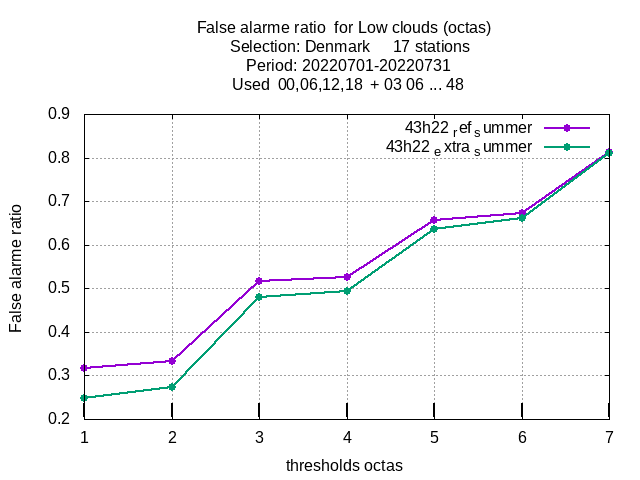 False alarme ratio  for Low clouds (octas)
Selection: Denmark     17 stations
Period: 20220701-20220731
Used  00,06,12,18  + 03 06 ... 48
43h22 ref summer
43h22 extra summer
0.9
0.8
0.7
0.6
0.5
0.4
0.3
0.2
False alarme ratio
1 2 3 4 5 6 7
thresholds octas